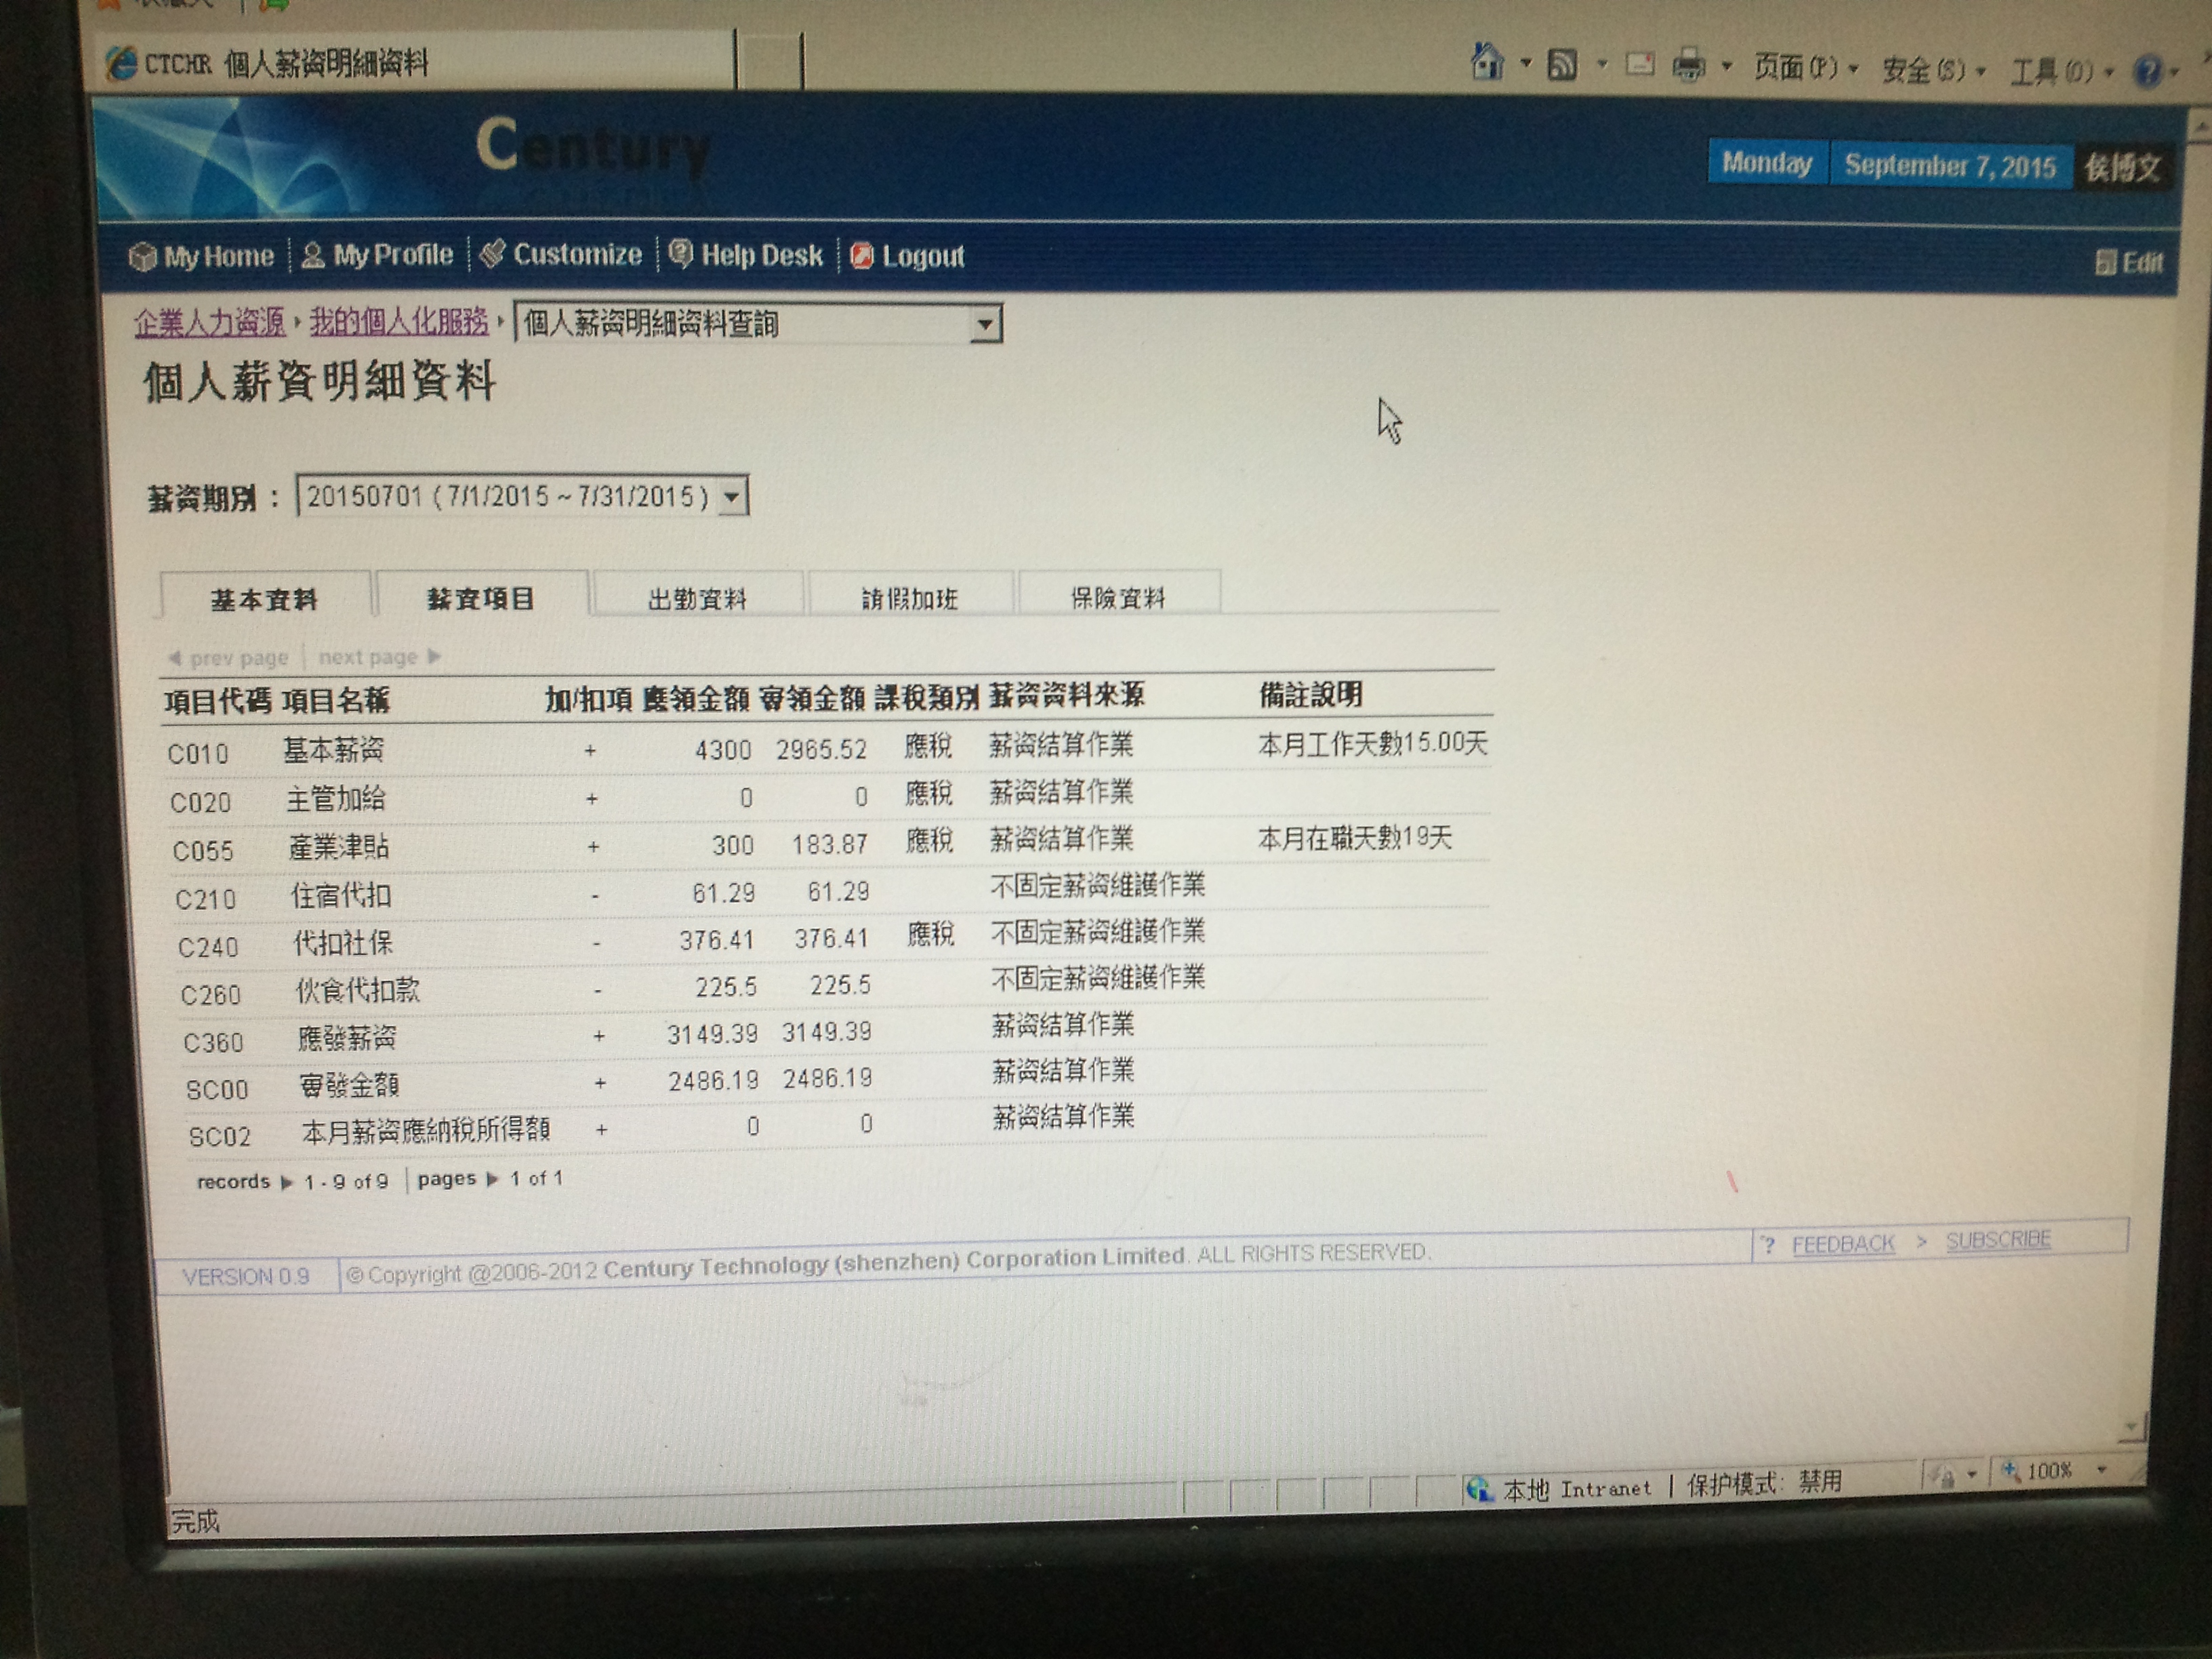 CTCHR 個人薪資明細資料
页面(P) 安全(S) 工具(O)
Century
Monday September 7, 2015 侯博文
My Home My Profile Customize Help Desk Logout Edit
企業人力資源 我的個人化服務 個人薪資明細資料查詢
個人薪資明細資料
薪資期別： 20150701 ( 7/1/2015 ~ 7/31/2015 )
基本資料 薪資項目 出勤資料 請假加班 保險資料
prev page next page
項目代碼 項目名稱 加/扣項 應領金額 實領金額 課稅類別 薪資資料來源 備註說明
C010 基本薪資 + 4300 2965.52 應稅 薪資結算作業 本月工作天數15.00天
C020 主管加給 + 0 0 應稅 薪資結算作業
C055 產業津貼 + 300 183.87 應稅 薪資結算作業 本月在職天數19天
C210 住宿代扣 - 61.29 61.29 不固定薪資維護作業
C240 代扣社保 - 376.41 376.41 應稅 不固定薪資維護作業
C260 伙食代扣款 - 225.5 225.5 不固定薪資維護作業
C360 應發薪資 + 3149.39 3149.39 薪資結算作業
SC00 實發金額 + 2486.19 2486.19 薪資結算作業
SC02 本月薪資應納稅所得額 + 0 0 薪資結算作業
records 1 - 9 of 9 pages 1 of 1
VERSION 0.9 © Copyright @2006-2012 Century Technology (shenzhen) Corporation Limited. ALL RIGHTS RESERVED. ? FEEDBACK > SUBSCRIBE
完成 本地 Intranet | 保护模式: 禁用 100%